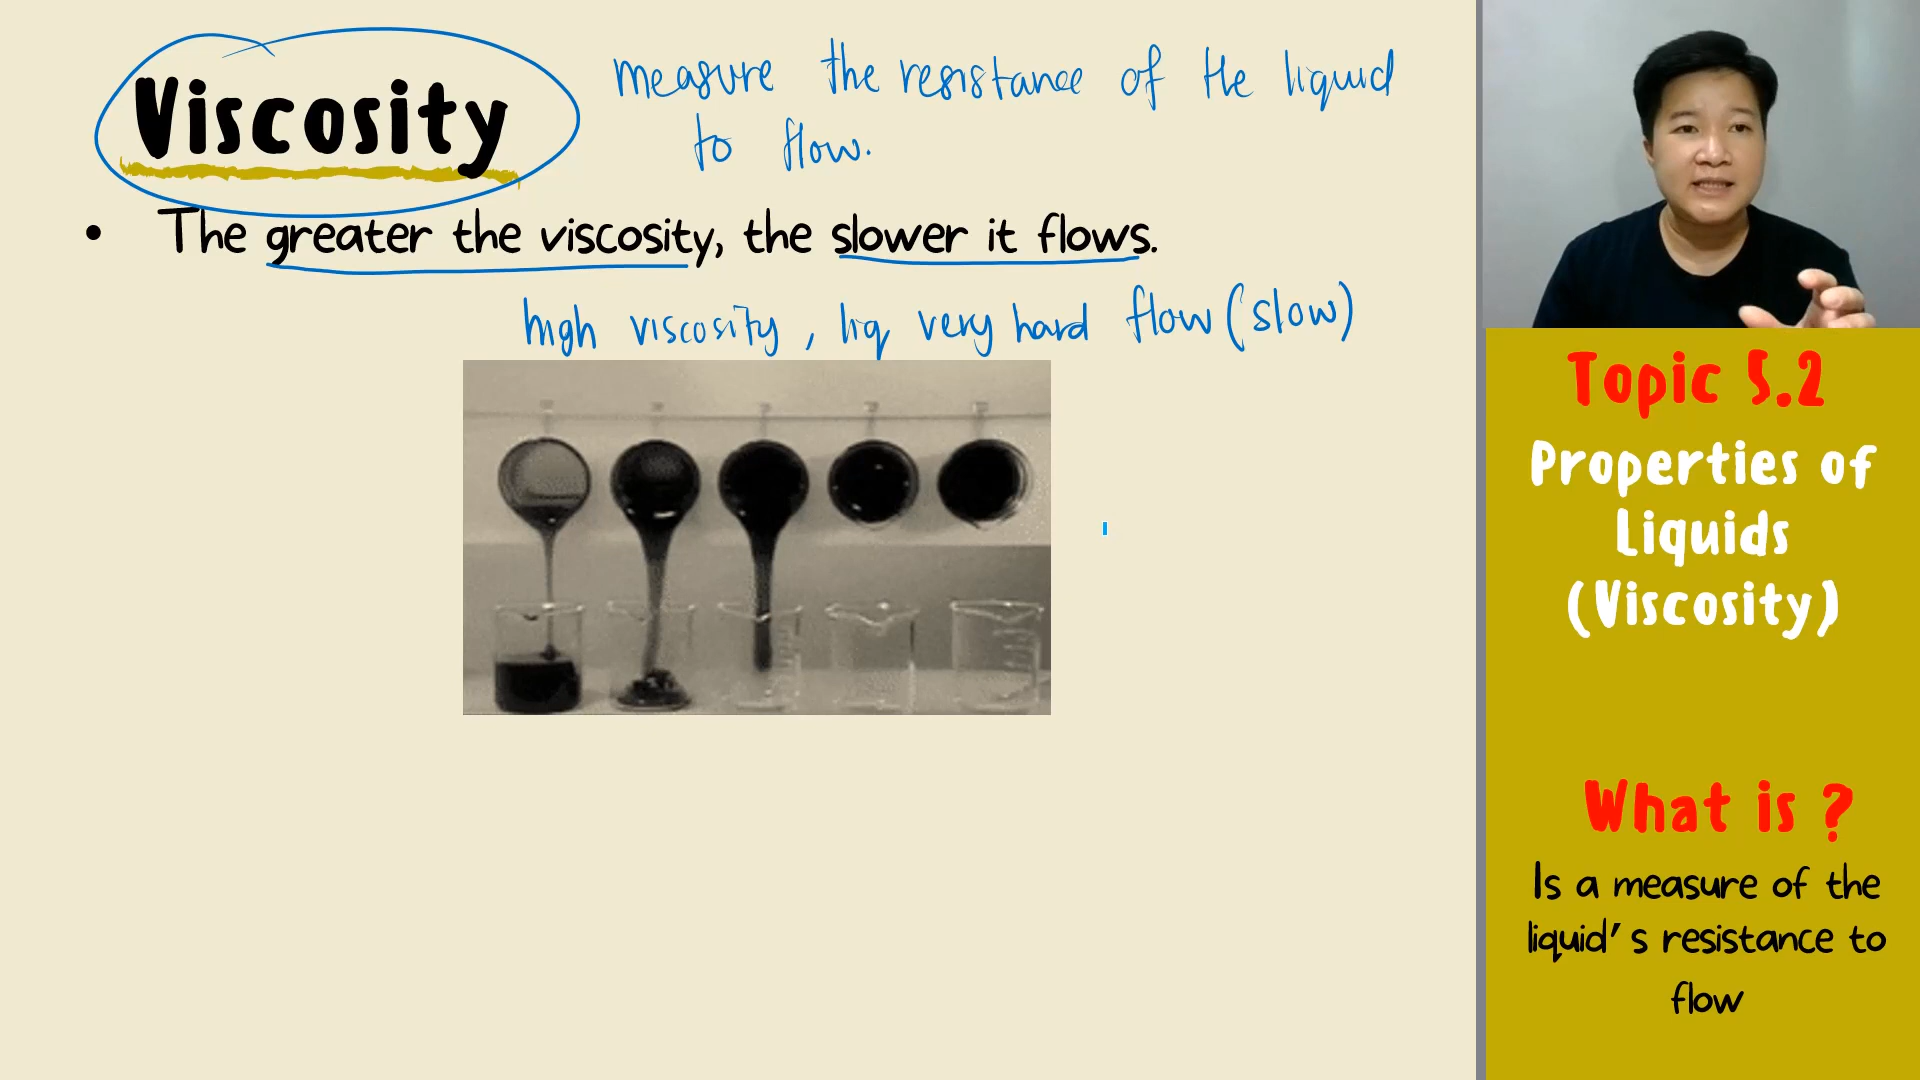 Viscosity
measure the resistance of the liquid
to flow.
• The greater the viscosity, the slower it flows.
high viscosity, liq very hard flow (slow)
Topic 5.2
Properties of
Liquids
(Viscosity)
What is ?
Is a measure of the
liquid's resistance to
flow